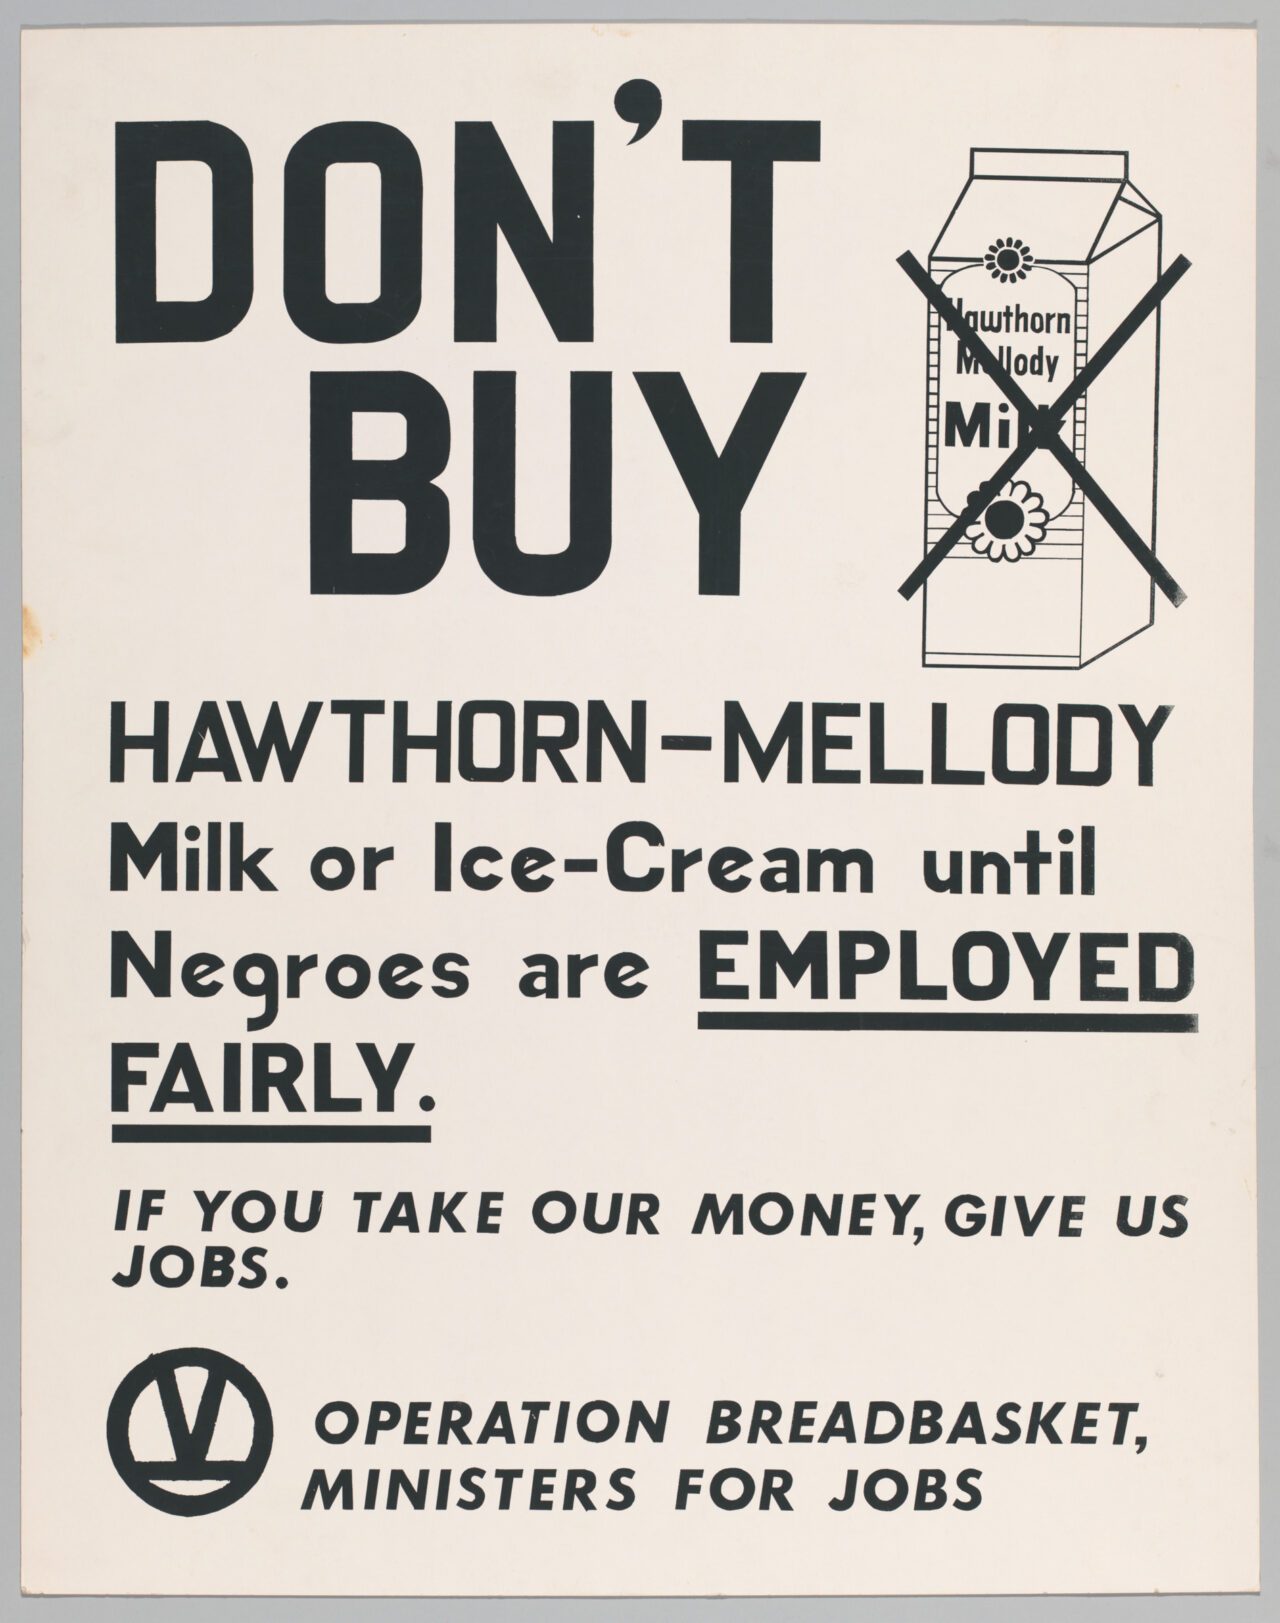 DON'T
BUY
Hawthorn
Mellody
Milk
HAWTHORN-MELLODY
Milk or Ice-Cream until
Negroes are EMPLOYED
FAIRLY.
IF YOU TAKE OUR MONEY, GIVE US
JOBS.
V
OPERATION BREADBASKET,
MINISTERS FOR JOBS